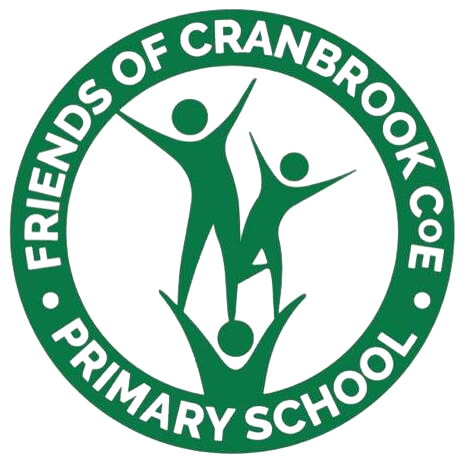 FRIENDS OF CRANBROOK CoE
PRIMARY SCHOOL